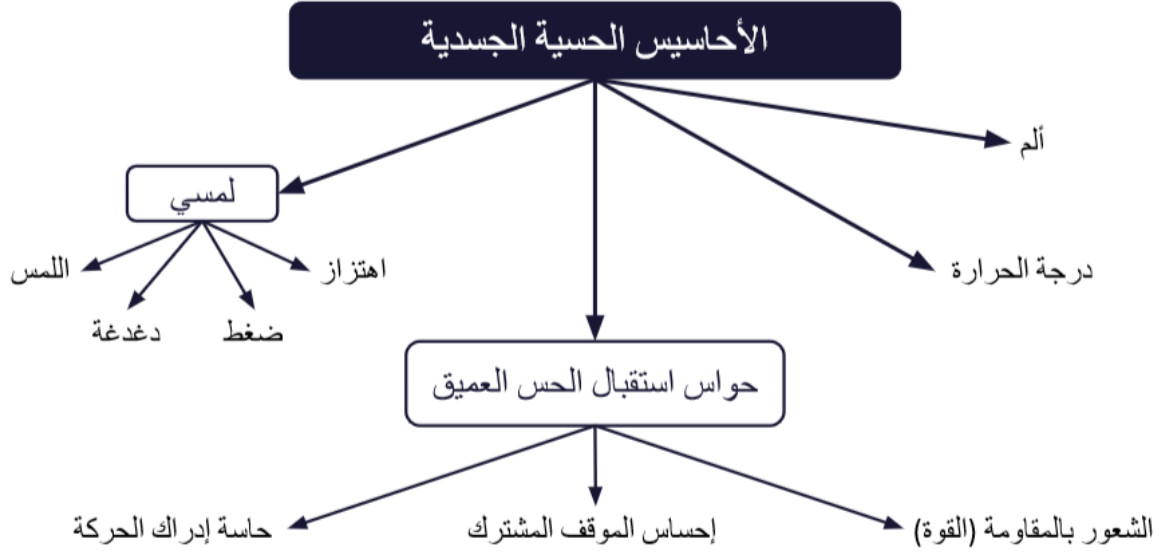 الأحاسيس الحسية الجسدية
ألم
لمسي
درجة الحرارة
اهتزاز
اللمس
ضغط
دغدغة
حواس استقبال الحس العميق
الشعور بالمقاومة (القوة)
إحساس الموقف المشترك
حاسة إدراك الحركة